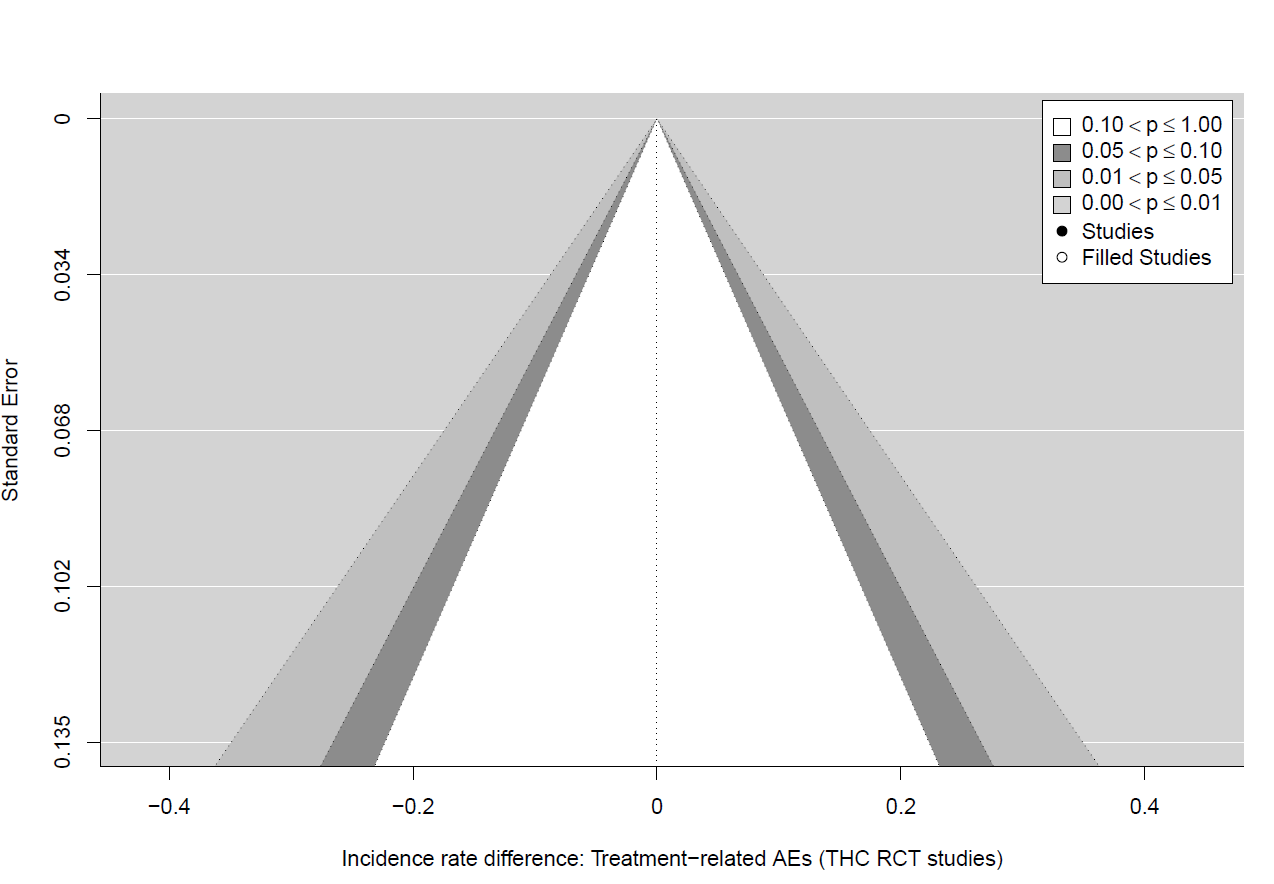 0.10 < p ≤ 1.00
0.05 < p ≤ 0.10
0.01 < p ≤ 0.05
0.00 < p ≤ 0.01
Studies
Filled Studies
Standard Error
0
0.034
0.068
0.102
0.135
−0.4
−0.2
0
0.2
0.4
Incidence rate difference: Treatment−related AEs (THC RCT studies)